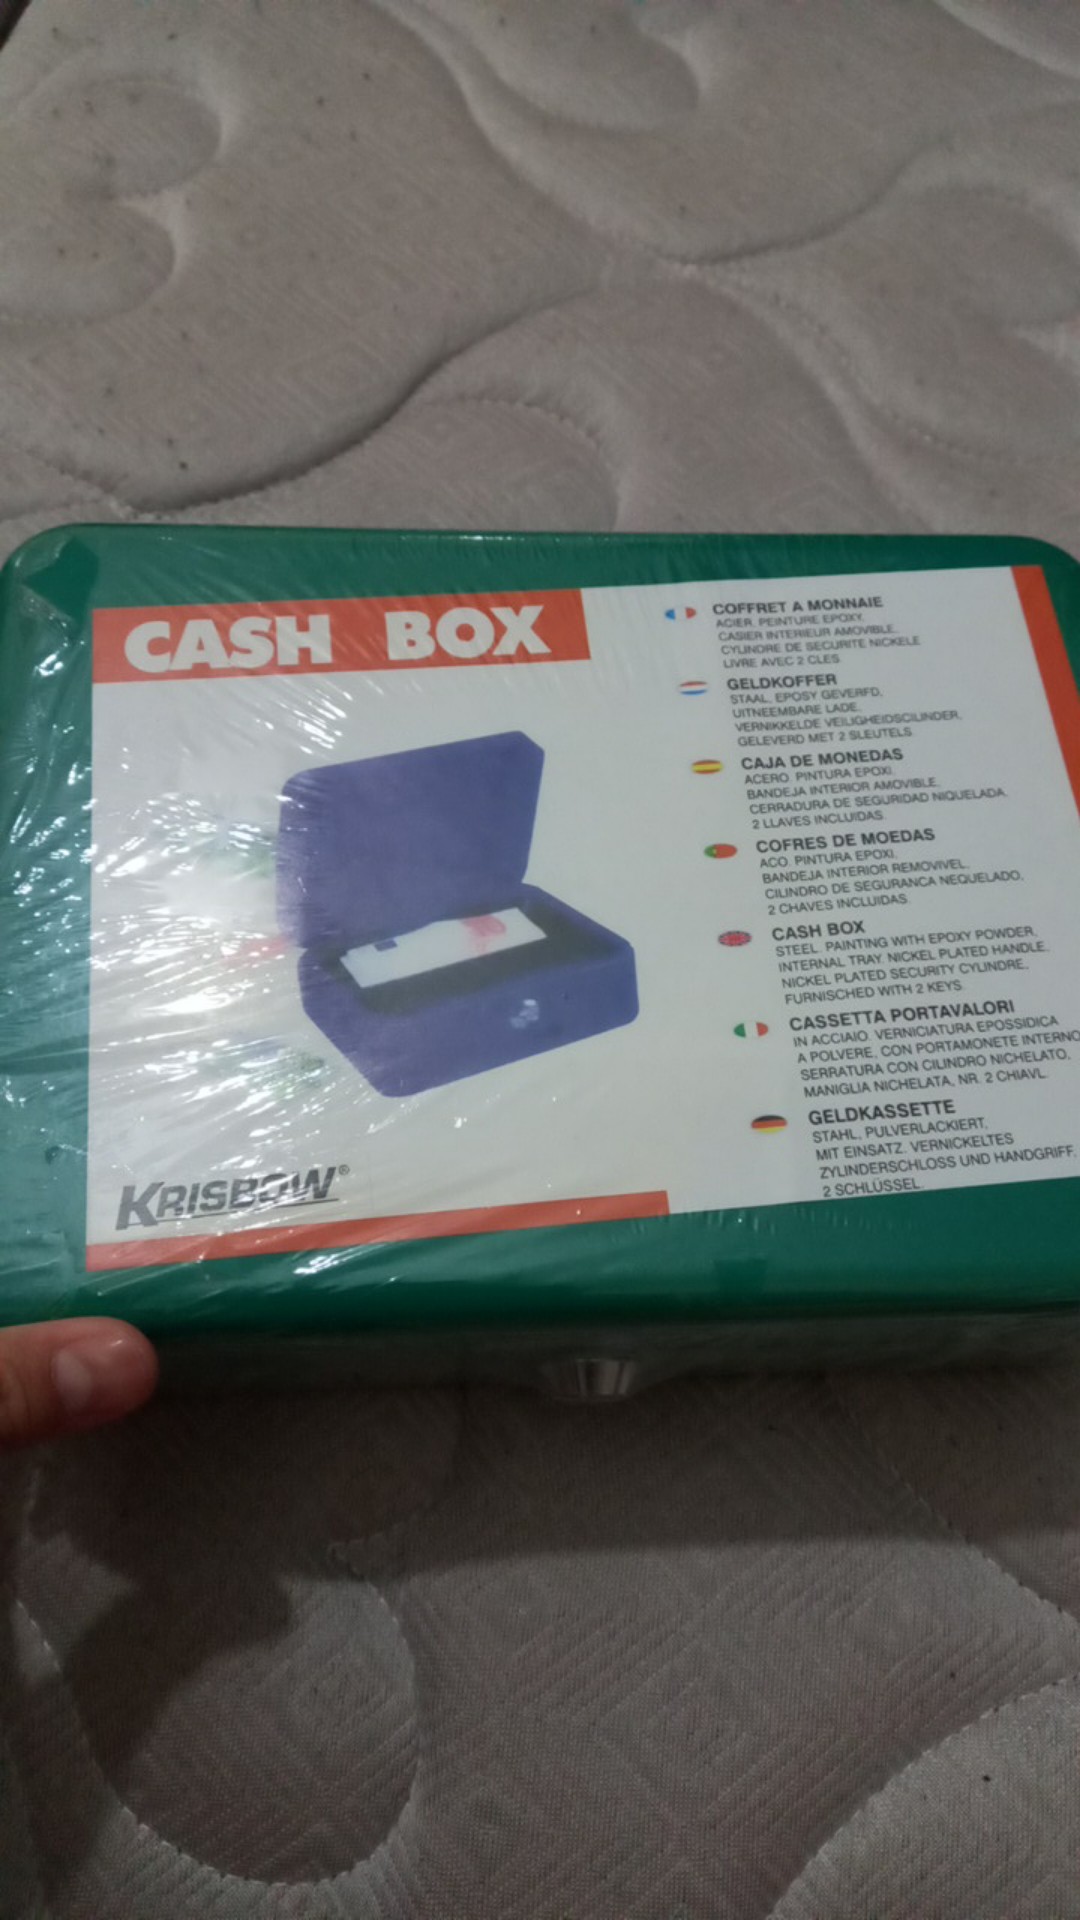 CASH BOX
COFFRET A MONNAIE
ACIER. PEINTURE EPOXY,
CASIER INTERIEUR AMOVIBLE,
CYLINDRE DE SECURITE NICKELE
LIVRE AVEC 2 CLES.
GELDKOFFER
STAAL, EPOSY GEVERFD,
UITNEEMBARE LADE.
VERNIKKELDE VEILIGHEIDSCILINDER,
GELEVERD MET 2 SLEUTELS.
CAJA DE MONEDAS
ACERO. PINTURA EPOXI,
BANDEJA INTERIOR AMOVIBLE,
CERRADURA DE SEGURIDAD NIQUELADA.
2 LLAVES INCLUIDAS.
COFRES DE MOEDAS
ACO. PINTURA EPOXI,
BANDEJA INTERIOR REMOVIVEL,
CILINDRO DE SEGURANCA NEQUELADO,
2 CHAVES INCLUIDAS.
CASH BOX
STEEL. PAINTING WITH EPOXY POWDER,
INTERNAL TRAY. NICKEL PLATED HANDLE.
NICKEL PLATED SECURITY CYLINDRE,
FURNISCHED WITH 2 KEYS.
CASSETTA PORTAVALORI
IN ACCIAIO. VERNICIATURA EPOSSIDICA
A POLVERE, CON PORTAMONETE INTERNO
SERRATURA CON CILINDRO NICHELATO,
MANIGLIA NICHELATA, NR. 2 CHIAVI.
GELDKASSETTE
STAHL, PULVERLACKIERT,
MIT EINSATZ. VERNICKELTES
ZYLINDERSCHLOSS UND HANDGRIFF.
2 SCHLÜSSEL
KRISBOW®